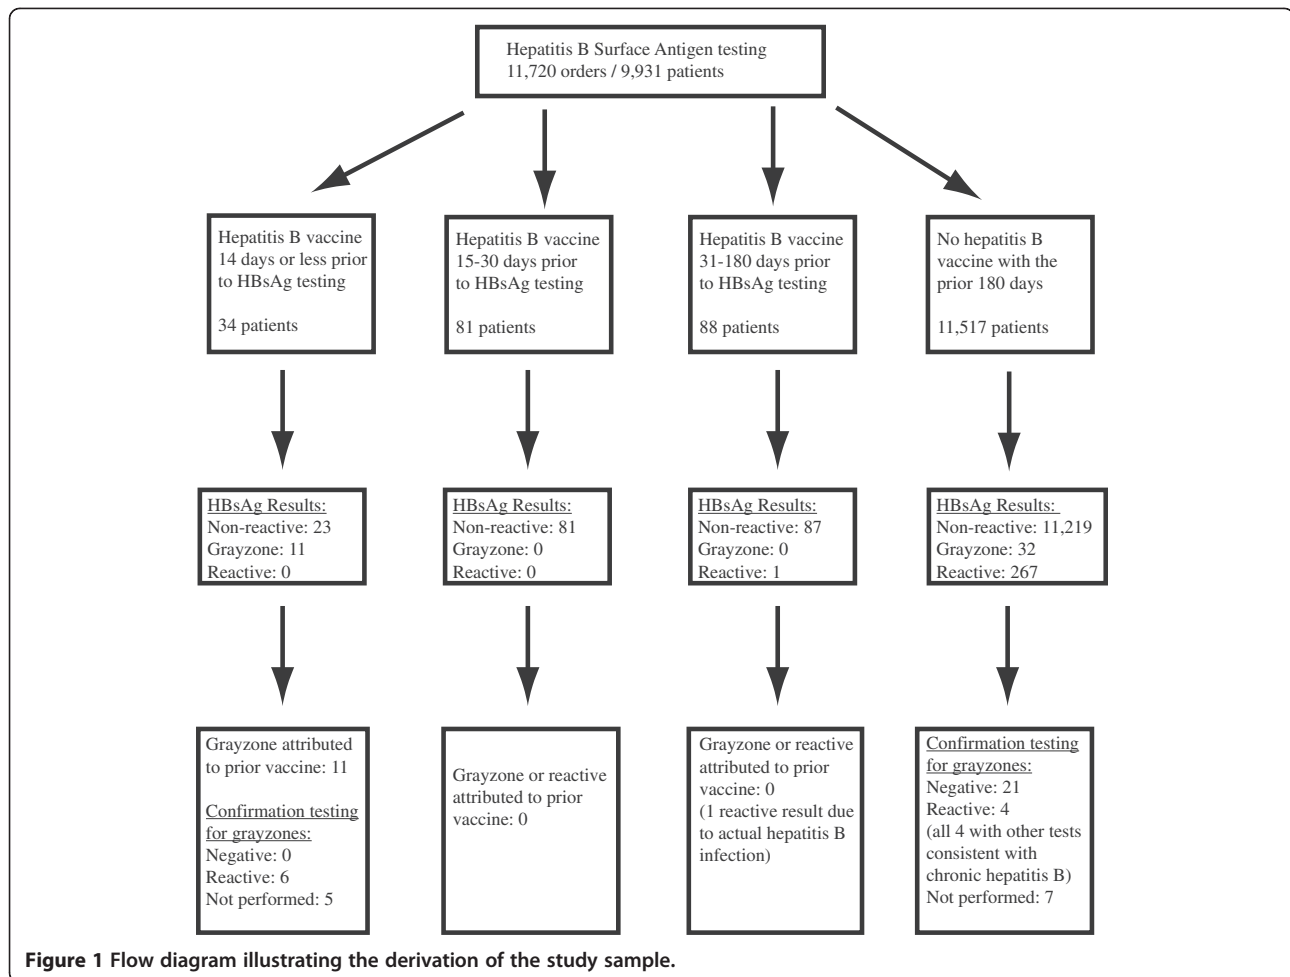 Hepatitis B Surface Antigen testing
11,720 orders / 9,931 patients
Hepatitis B vaccine
14 days or less prior
to HBsAg testing
34 patients
Hepatitis B vaccine
15-30 days prior
to HBsAg testing
81 patients
Hepatitis B vaccine
31-180 days prior
to HBsAg testing
88 patients
No hepatitis B
vaccine with the
prior 180 days
11,517 patients
HBsAg Results:
Non-reactive: 23
Grayzone: 11
Reactive: 0
HBsAg Results:
Non-reactive: 81
Grayzone: 0
Reactive: 0
HBsAg Results:
Non-reactive: 87
Grayzone: 0
Reactive: 1
HBsAg Results:
Non-reactive: 11,219
Grayzone: 32
Reactive: 267
Grayzone attributed
to prior vaccine: 11
Confirmation testing
for grayzones:
Negative: 0
Reactive: 6
Not performed: 5
Grayzone or reactive
attributed to prior
vaccine: 0
Grayzone or reactive
attributed to prior
vaccine: 0
(1 reactive result due
to actual hepatitis B
infection)
Confirmation testing
for grayzones:
Negative: 21
Reactive: 4
(all 4 with other tests
consistent with
chronic hepatitis B)
Not performed: 7
Figure 1 Flow diagram illustrating the derivation of the study sample.